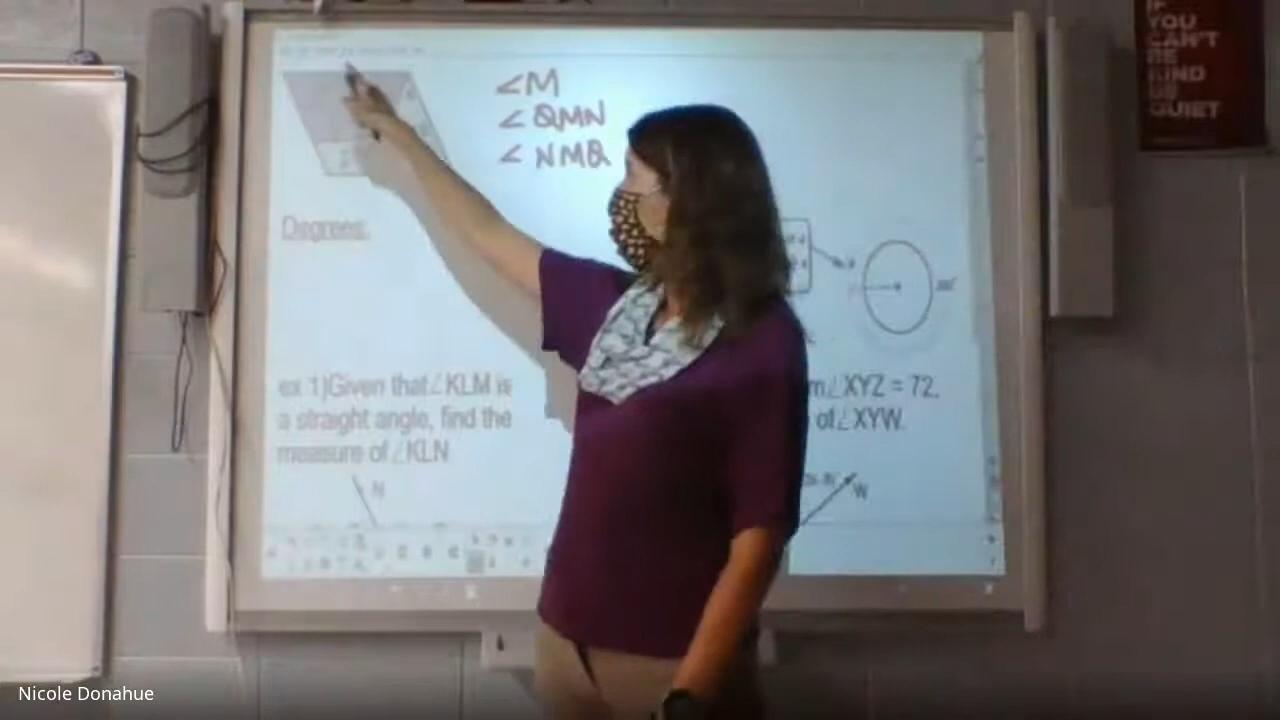 IF
YOU
CAN'T
BE
KIND
BE
QUIET
∠M
∠QMN
∠NMQ
Degrees:
ex 1)Given that∠KLM is
a straight angle, find the
measure of ∠KLN
N
m∠XYZ = 72,
of∠XYW.
W
Nicole Donahue